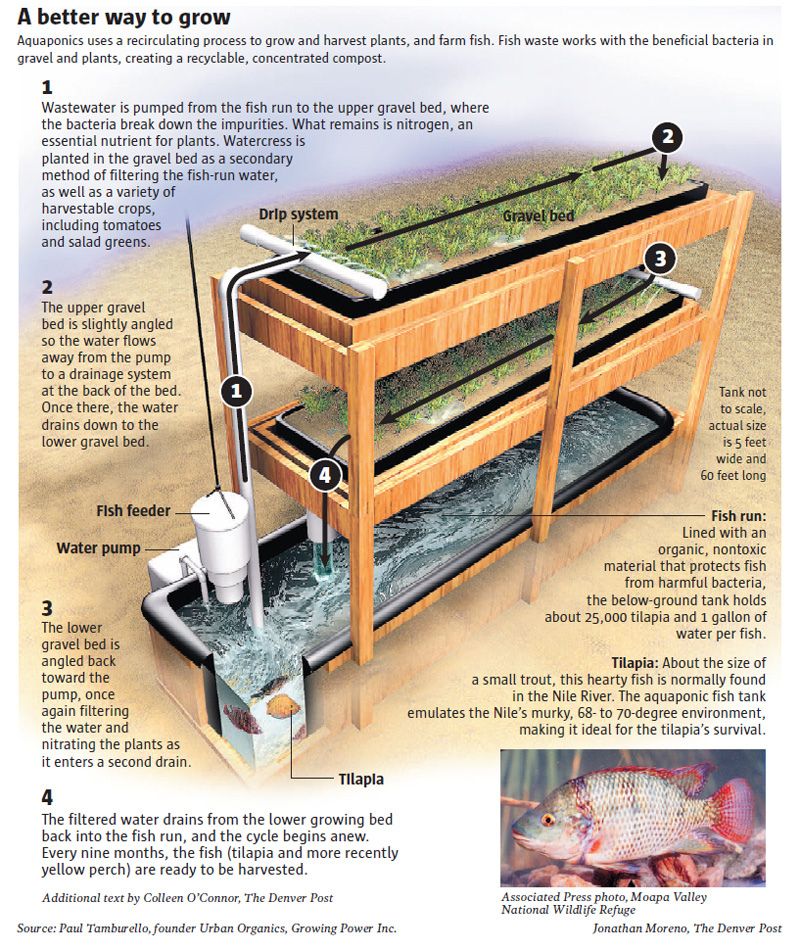 A better way to grow
Aquaponics uses a recirculating process to grow and harvest plants, and farm fish. Fish waste works with the beneficial bacteria in
gravel and plants, creating a recyclable, concentrated compost.
1
Wastewater is pumped from the fish run to the upper gravel bed, where
the bacteria break down the impurities. What remains is nitrogen, an
essential nutrient for plants. Watercress is
planted in the gravel bed as a secondary
method of filtering the fish-run water,
as well as a variety of
harvestable crops,
including tomatoes
and salad greens.
2
Drip system
Gravel bed
3
2
The upper gravel
bed is slightly angled
so the water flows
away from the pump
to a drainage system
at the back of the bed.
Once there, the water
drains down to the
lower gravel bed.
1
4
Tank not
to scale,
actual size
is 5 feet
wide and
60 feet long
Fish feeder
Water pump
Fish run:
Lined with an
organic, nontoxic
material that protects fish
from harmful bacteria,
the below-ground tank holds
about 25,000 tilapia and 1 gallon of
water per fish.
3
The lower
gravel bed is
angled back
toward the
pump, once
again filtering
the water and
nitrating the plants as
it enters a second drain.
Tilapia: About the size of
a small trout, this hearty fish is normally found
in the Nile River. The aquaponic fish tank
emulates the Nile's murky, 68- to 70-degree environment,
making it ideal for the tilapia's survival.
Tilapia
4
The filtered water drains from the lower growing bed
back into the fish run, and the cycle begins anew.
Every nine months, the fish (tilapia and more recently
yellow perch) are ready to be harvested.
Additional text by Colleen O'Connor, The Denver Post
Associated Press photo, Moapa Valley
National Wildlife Refuge
Source: Paul Tamburello, founder Urban Organics, Growing Power Inc.
Jonathan Moreno, The Denver Post